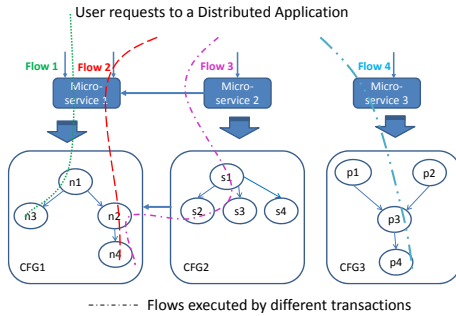 User requests to a Distributed Application
Flow 1 Flow 2 Flow 3 Flow 4
Micro-
service 1
Micro-
service 2
Micro-
service 3
n1
n3
n2
n4
CFG1
s1
s2 s3 s4
CFG2
p1 p2
p3
p4
CFG3
Flows executed by different transactions